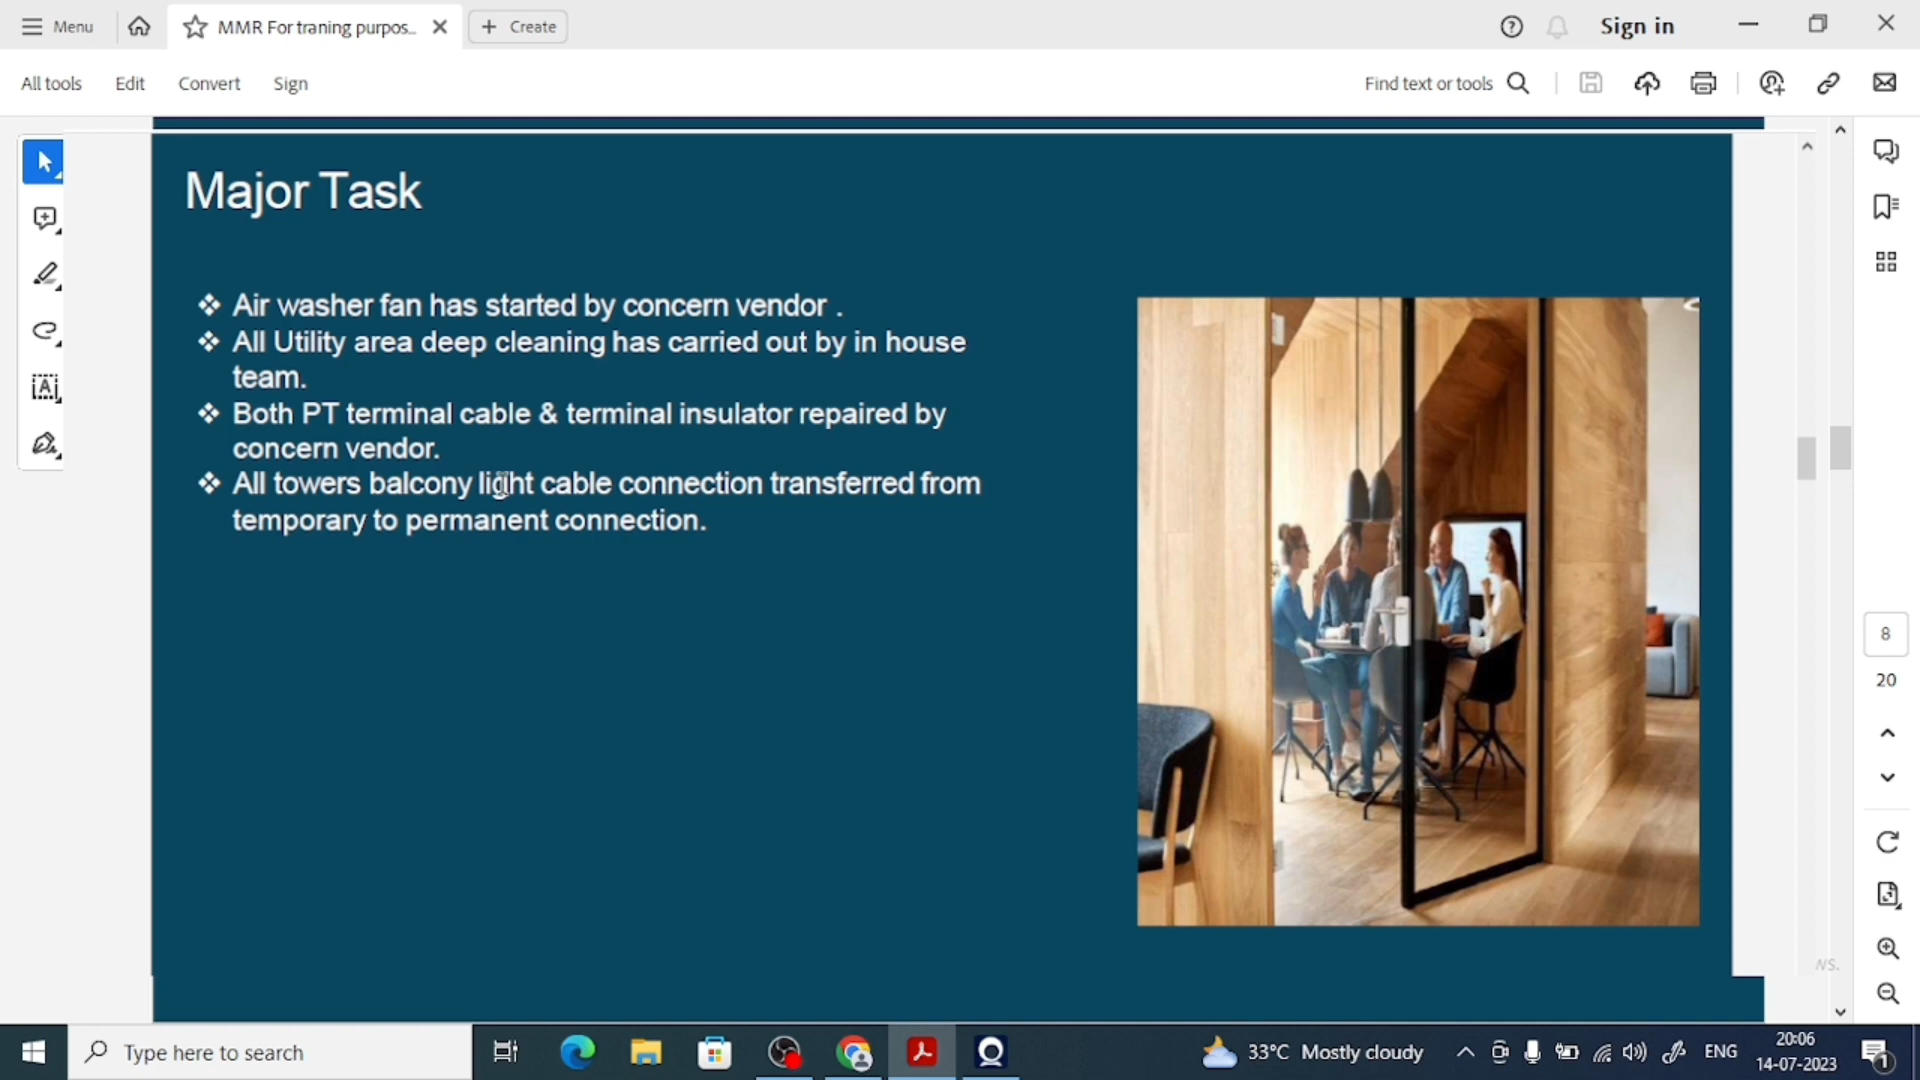 Menu
MMR For traning purpos...
Create
Sign in
All tools
Edit
Convert
Sign
Find text or tools
Major Task
❖ Air washer fan has started by concern vendor .
❖ All Utility area deep cleaning has carried out by in house
team.
❖ Both PT terminal cable & terminal insulator repaired by
concern vendor.
❖ All towers balcony light cable connection transferred from
temporary to permanent connection.
8
20
WS.
Type here to search
33°C Mostly cloudy
ENG
20:06
14-07-2023
1